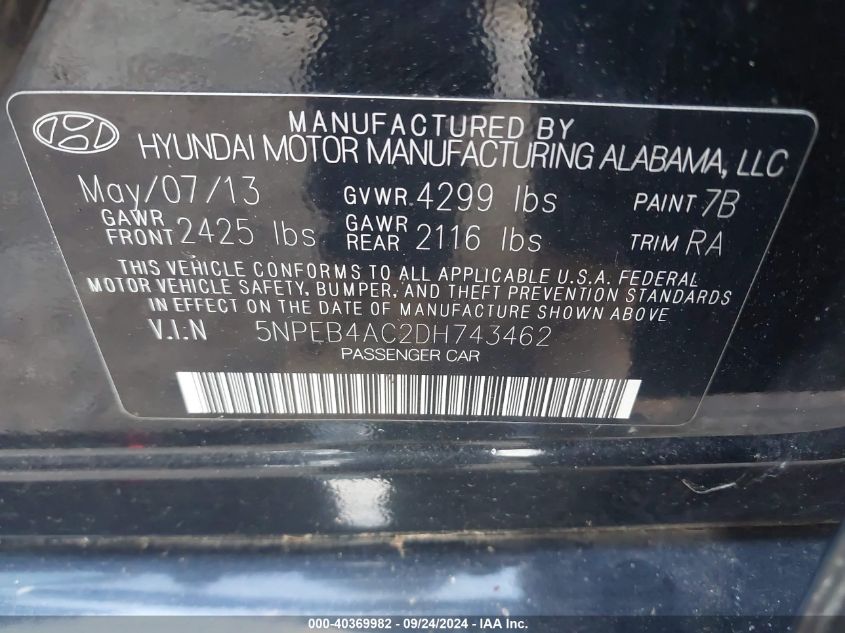 MANUFACTURED BY
HYUNDAI MOTOR MANUFACTURING ALABAMA, LLC
May/07/13 GVWR 4299 lbs PAINT 7B
GAWR FRONT 2425 lbs GAWR REAR 2116 lbs TRIM RA
THIS VEHICLE CONFORMS TO ALL APPLICABLE U.S.A. FEDERAL
MOTOR VEHICLE SAFETY, BUMPER, AND THEFT PREVENTION STANDARDS
IN EFFECT ON THE DATE OF MANUFACTURE SHOWN ABOVE
V.I.N 5NPEB4AC2DH743462
PASSENGER CAR
000-40369982 - 09/24/2024 - IAA Inc.